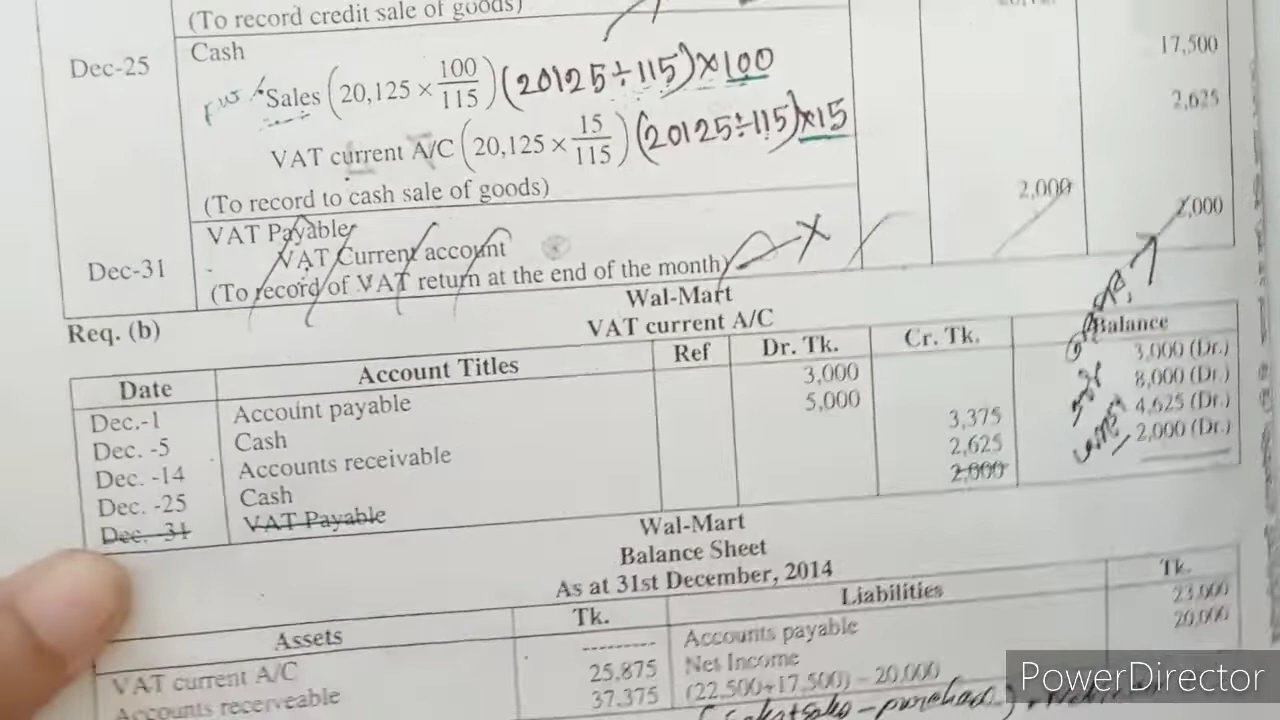 (To record credit sale of goods)
Dec-25 Cash 17,500
Sales (20,125 × 100/115) (20125÷115)×100 2,625
VAT current A/C (20,125 × 15/115) (20125÷115)×15
(To record to cash sale of goods)
Dec-31 VAT Payable 2,000
VAT Current account 2,000
(To record of VAT return at the end of the month)
Req. (b) Wal-Mart
VAT current A/C
Date Account Titles Ref Dr. Tk. Cr. Tk. Balance
Dec.-1 Account payable 3,000 3,000 (Dr.)
Dec. -5 Cash 5,000 8,000 (Dr.)
Dec. -14 Accounts receivable 3,375 4,625 (Dr.)
Dec. -25 Cash 2,625 2,000 (Dr.)
Dec. -31 VAT Payable 2,000
Wal-Mart
Balance Sheet
As at 31st December, 2014
Assets Tk. Liabilities Tk.
VAT current A/C -------- Accounts payable 23,000
Accounts receiveable 25,875 Net Income 20,000
37,375 (22,500+17,500) – 20,000
PowerDirector